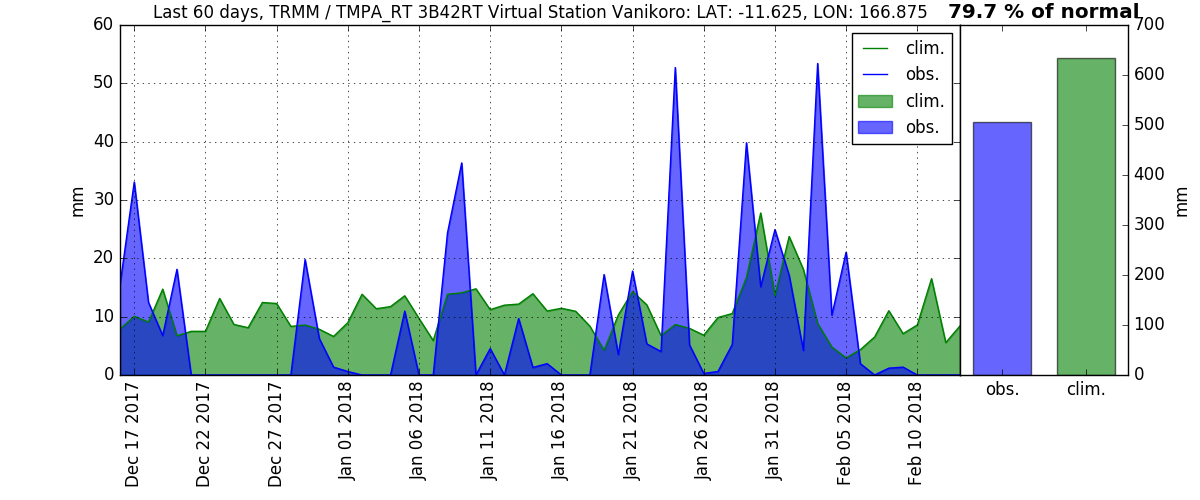 Last 60 days, TRMM / TMPA_RT 3B42RT Virtual Station Vanikoro: LAT: -11.625, LON: 166.875
79.7 % of normal
60
50
40
30
20
10
0
mm
clim.
obs.
clim.
obs.
Dec 17 2017
Dec 22 2017
Dec 27 2017
Jan 01 2018
Jan 06 2018
Jan 11 2018
Jan 16 2018
Jan 21 2018
Jan 26 2018
Jan 31 2018
Feb 05 2018
Feb 10 2018
700
600
500
400
300
200
100
0
mm
obs.
clim.